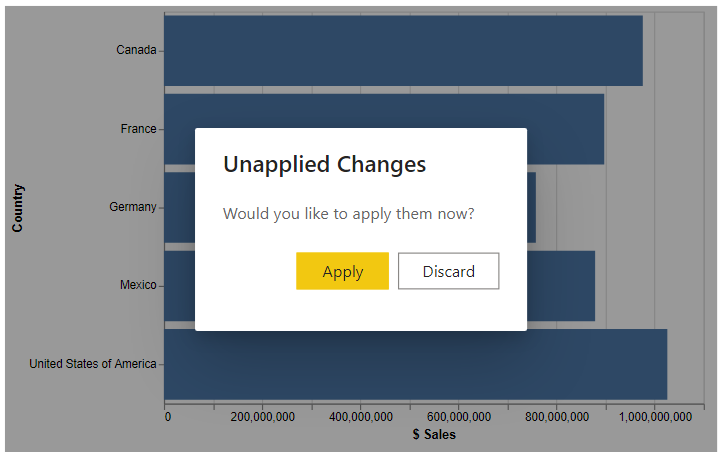 Canada
France
Germany
Mexico
United States of America
Country
Unapplied Changes
Would you like to apply them now?
Apply Discard
0 200,000,000 400,000,000 600,000,000 800,000,000 1,000,000,000
$ Sales